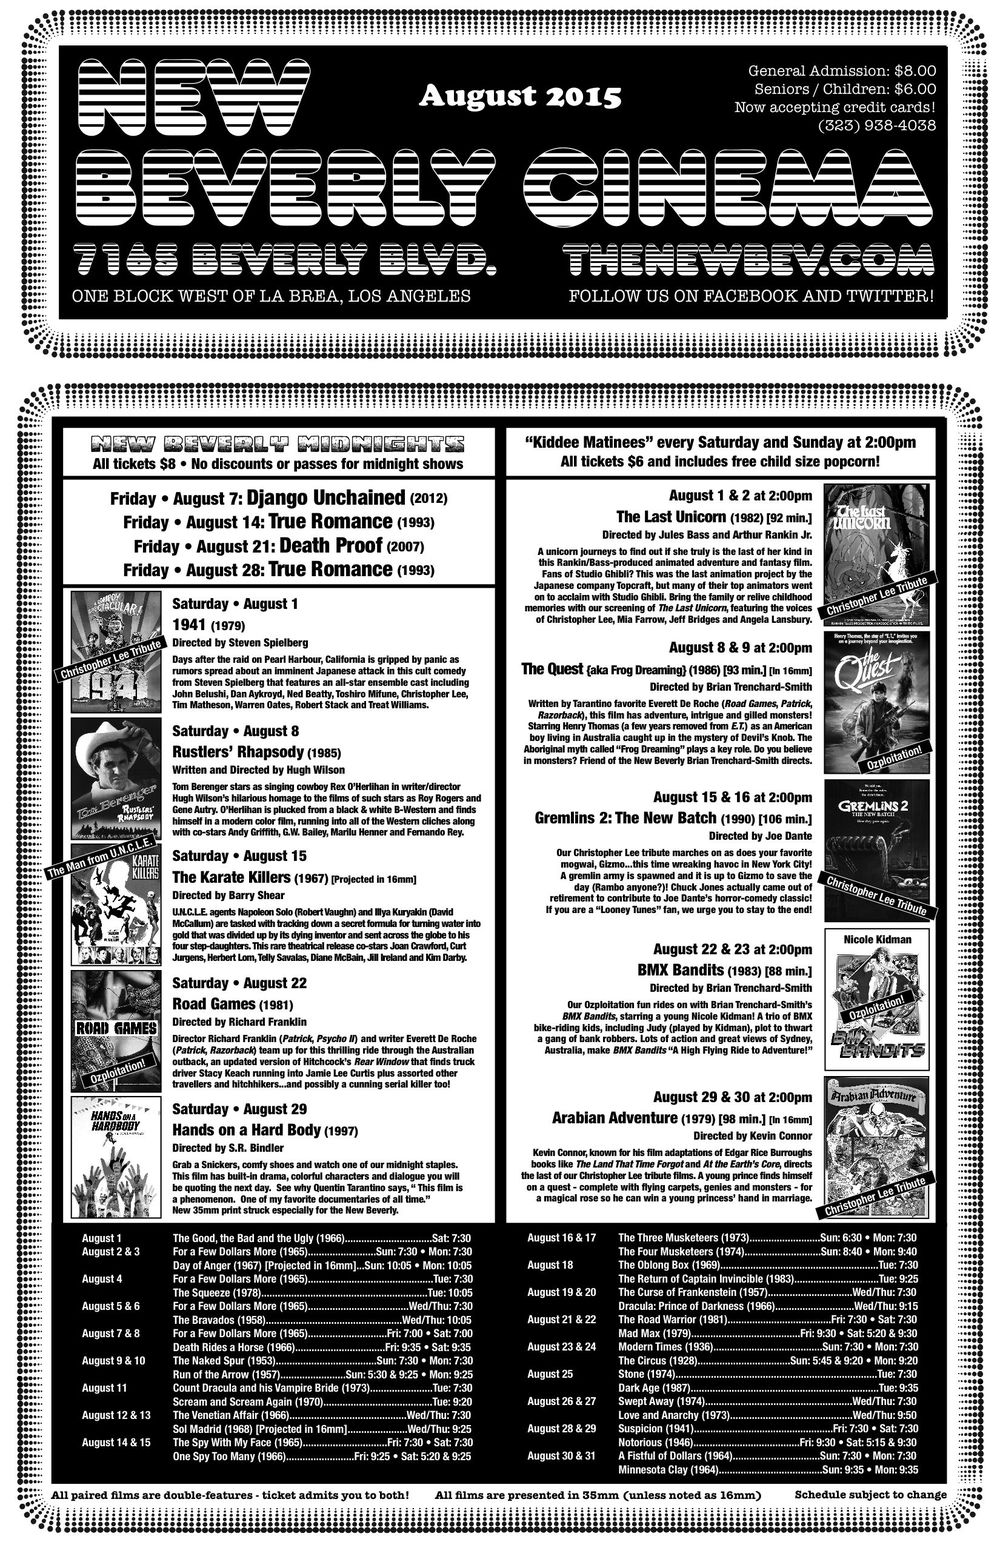 NEW
August 2015
General Admission: $8.00
Seniors / Children: $6.00
Now accepting credit cards!
(323) 938-4038
BEVERLY CINEMA
7165 BEVERLY BLVD.
THENEWBEV.COM
ONE BLOCK WEST OF LA BREA, LOS ANGELES
FOLLOW US ON FACEBOOK AND TWITTER!
NEW BEVERLY MIDNIGHTS
All tickets $8 • No discounts or passes for midnight shows
Friday • August 7: Django Unchained (2012)
Friday • August 14: True Romance (1993)
Friday • August 21: Death Proof (2007)
Friday • August 28: True Romance (1993)
Christopher Lee Tribute
1941
Saturday • August 1
1941 (1979)
Directed by Steven Spielberg
Days after the raid on Pearl Harbour, California is gripped by panic as
rumors spread about an imminent Japanese attack in this cult comedy
from Steven Spielberg that features an all-star ensemble cast including
John Belushi, Dan Aykroyd, Ned Beatty, Toshiro Mifune, Christopher Lee,
Tim Matheson, Warren Oates, Robert Stack and Treat Williams.
Tom Berenger
RUSTLERS'
RHAPSODY
Saturday • August 8
Rustlers' Rhapsody (1985)
Written and Directed by Hugh Wilson
Tom Berenger stars as singing cowboy Rex O'Herlihan in writer/director
Hugh Wilson's hilarious homage to the films of such stars as Roy Rogers and
Gene Autry. O'Herlihan is plucked from a black & white B-Western and finds
himself in a modern color film, running into all of the Western cliches along
with co-stars Andy Griffith, G.W. Bailey, Marilu Henner and Fernando Rey.
The Man from U.N.C.L.E.
KARATE
KILLERS
Saturday • August 15
The Karate Killers (1967) [Projected in 16mm]
Directed by Barry Shear
U.N.C.L.E. agents Napoleon Solo (Robert Vaughn) and Illya Kuryakin (David
McCallum) are tasked with tracking down a secret formula for turning water into
gold that was divided up by its dying inventor and sent across the globe to his
four step-daughters. This rare theatrical release co-stars Joan Crawford, Curt
Jurgens, Herbert Lom, Telly Savalas, Diane McBain, Jill Ireland and Kim Darby.
ROAD GAMES
Ozploitation!
Saturday • August 22
Road Games (1981)
Directed by Richard Franklin
Director Richard Franklin (Patrick, Psycho II) and writer Everett De Roche
(Patrick, Razorback) team up for this thrilling ride through the Australian
outback, an updated version of Hitchcock's Rear Window that finds truck
driver Stacy Keach running into Jamie Lee Curtis plus assorted other
travellers and hitchhikers...and possibly a cunning serial killer too!
HANDS ON A
HARDBODY
Saturday • August 29
Hands on a Hard Body (1997)
Directed by S.R. Bindler
Grab a Snickers, comfy shoes and watch one of our midnight staples.
This film has built-in drama, colorful characters and dialogue you will
be quoting the next day. See why Quentin Tarantino says, " This film is
a phenomenon. One of my favorite documentaries of all time."
New 35mm print struck especially for the New Beverly.
"Kiddee Matinees" every Saturday and Sunday at 2:00pm
All tickets $6 and includes free child size popcorn!
August 1 & 2 at 2:00pm
The Last Unicorn (1982) [92 min.]
Directed by Jules Bass and Arthur Rankin Jr.
A unicorn journeys to find out if she truly is the last of her kind in
this Rankin/Bass-produced animated adventure and fantasy film.
Fans of Studio Ghibli? This was the last animation project by the
Japanese company Topcraft, but many of their top animators went
on to acclaim with Studio Ghibli. Bring the family or relive childhood
memories with our screening of The Last Unicorn, featuring the voices
of Christopher Lee, Mia Farrow, Jeff Bridges and Angela Lansbury.
The Last
UNICORN
Christopher Lee Tribute
August 8 & 9 at 2:00pm
The Quest {aka Frog Dreaming} (1986) [93 min.] [In 16mm]
Directed by Brian Trenchard-Smith
Written by Tarantino favorite Everett De Roche (Road Games, Patrick,
Razorback), this film has adventure, intrigue and gilled monsters!
Starring Henry Thomas (a few years removed from E.T.) as an American
boy living in Australia caught up in the mystery of Devil's Knob. The
Aboriginal myth called "Frog Dreaming" plays a key role. Do you believe
in monsters? Friend of the New Beverly Brian Trenchard-Smith directs.
the
Quest
Ozploitation!
August 15 & 16 at 2:00pm
Gremlins 2: The New Batch (1990) [106 min.]
Directed by Joe Dante
Our Christopher Lee tribute marches on as does your favorite
mogwai, Gizmo...this time wreaking havoc in New York City!
A gremlin army is spawned and it is up to Gizmo to save the
day (Rambo anyone?)! Chuck Jones actually came out of
retirement to contribute to Joe Dante's horror-comedy classic!
If you are a "Looney Tunes" fan, we urge you to stay to the end!
GREMLINS 2
THE NEW BATCH
Christopher Lee Tribute
August 22 & 23 at 2:00pm
BMX Bandits (1983) [88 min.]
Directed by Brian Trenchard-Smith
Our Ozploitation fun rides on with Brian Trenchard-Smith's
BMX Bandits, starring a young Nicole Kidman! A trio of BMX
bike-riding kids, including Judy (played by Kidman), plot to thwart
a gang of bank robbers. Lots of action and great views of Sydney,
Australia, make BMX Bandits "A High Flying Ride to Adventure!"
Nicole Kidman
Ozploitation!
BMX
BANDITS
August 29 & 30 at 2:00pm
Arabian Adventure (1979) [98 min.] [In 16mm]
Directed by Kevin Connor
Kevin Connor, known for his film adaptations of Edgar Rice Burroughs
books like The Land That Time Forgot and At the Earth's Core, directs
the last of our Christopher Lee tribute films. A young prince finds himself
on a quest - complete with flying carpets, genies and monsters - for
a magical rose so he can win a young princess' hand in marriage.
Arabian Adventure
Christopher Lee Tribute
August 1 The Good, the Bad and the Ugly (1966)......................Sat: 7:30
August 2 & 3 For a Few Dollars More (1965)................Sun: 7:30 • Mon: 7:30
Day of Anger (1967) [Projected in 16mm]...Sun: 10:05 • Mon: 10:05
August 4 For a Few Dollars More (1965)..............................Tue: 7:30
The Squeeze (1978)..............................Tue: 10:05
August 5 & 6 For a Few Dollars More (1965)........................Wed/Thu: 7:30
The Bravados (1958)........................Wed/Thu: 10:05
August 7 & 8 For a Few Dollars More (1965)..................Fri: 7:00 • Sat: 7:00
Death Rides a Horse (1966)..................Fri: 9:35 • Sat: 9:35
August 9 & 10 The Naked Spur (1953)..................Sun: 7:30 • Mon: 7:30
Run of the Arrow (1957)..................Sun: 5:30 & 9:25 • Mon: 9:25
August 11 Count Dracula and his Vampire Bride (1973)..................Tue: 7:30
Scream and Scream Again (1970)..................Tue: 9:20
August 12 & 13 The Venetian Affair (1966)..................Wed/Thu: 7:30
Sol Madrid (1968) [Projected in 16mm]..................Wed/Thu: 9:25
August 14 & 15 The Spy With My Face (1965)..................Fri: 7:30 • Sat: 7:30
One Spy Too Many (1966)..................Fri: 9:25 • Sat: 5:20 & 9:25
August 16 & 17 The Three Musketeers (1973)..................Sun: 6:30 • Mon: 7:30
The Four Musketeers (1974)..................Sun: 8:40 • Mon: 9:40
August 18 The Oblong Box (1969)..................Tue: 7:30
The Return of Captain Invincible (1983)..................Tue: 9:25
August 19 & 20 The Curse of Frankenstein (1957)..................Wed/Thu: 7:30
Dracula: Prince of Darkness (1966)..................Wed/Thu: 9:15
August 21 & 22 The Road Warrior (1981)..................Fri: 7:30 • Sat: 7:30
Mad Max (1979)..................Fri: 9:30 • Sat: 5:20 & 9:30
August 23 & 24 Modern Times (1936)..................Sun: 7:30 • Mon: 7:30
The Circus (1928)..................Sun: 5:45 & 9:20 • Mon: 9:20
August 25 Stone (1974)..................Tue: 7:30
Dark Age (1987)..................Tue: 9:35
August 26 & 27 Swept Away (1974)..................Wed/Thu: 7:30
Love and Anarchy (1973)..................Wed/Thu: 9:50
August 28 & 29 Suspicion (1941)..................Fri: 7:30 • Sat: 7:30
Notorious (1946)..................Fri: 9:30 • Sat: 5:15 & 9:30
August 30 & 31 A Fistful of Dollars (1964)..................Sun: 7:30 • Mon: 7:30
Minnesota Clay (1964)..................Sun: 9:35 • Mon: 9:35
All paired films are double-features - ticket admits you to both!
All films are presented in 35mm (unless noted as 16mm)
Schedule subject to change